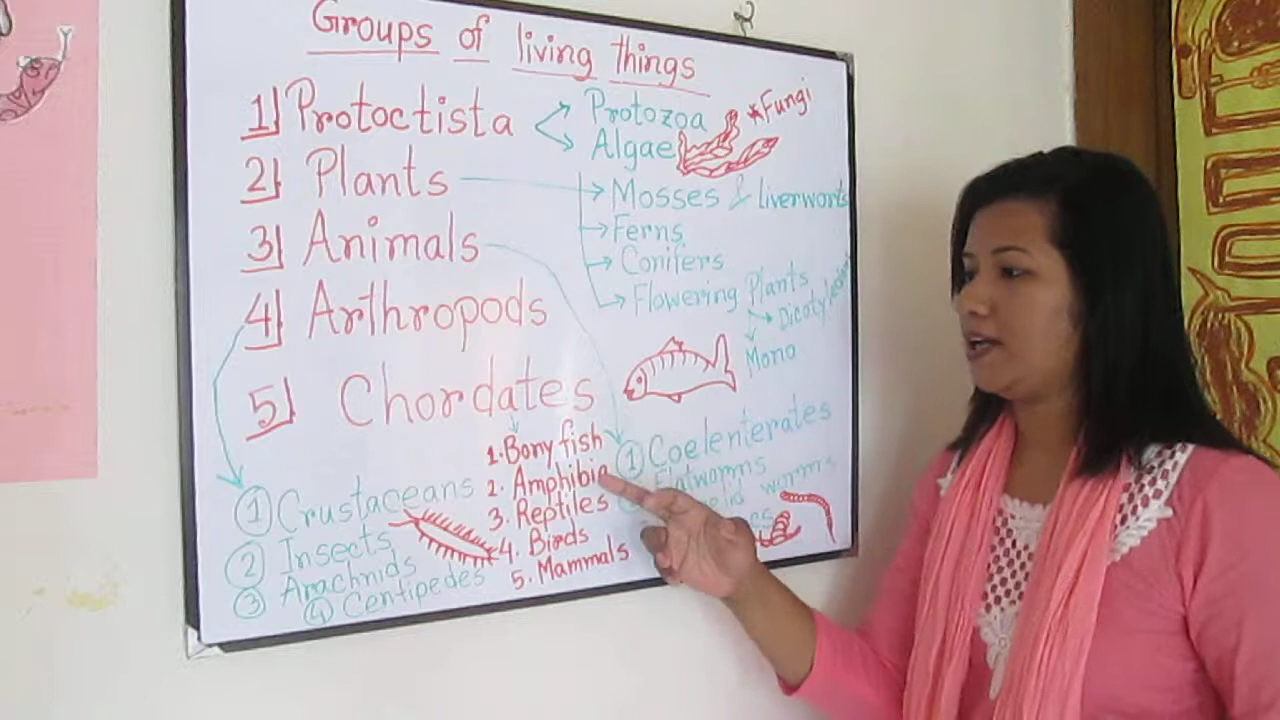 Groups of living things
1] Protoctista
Protozoa
Algae
*Fungi
2] Plants
Mosses & liverworts
Ferns
Conifers
Flowering Plants
Mono
3] Animals
4] Arthropods
5] Chordates
1. Bony fish
2. Amphibia
3. Reptiles
4. Birds
5. Mammals
① Coelenterates
Flatworms
worms
① Crustaceans
② Insects
③ Arachnids
④ Centipedes